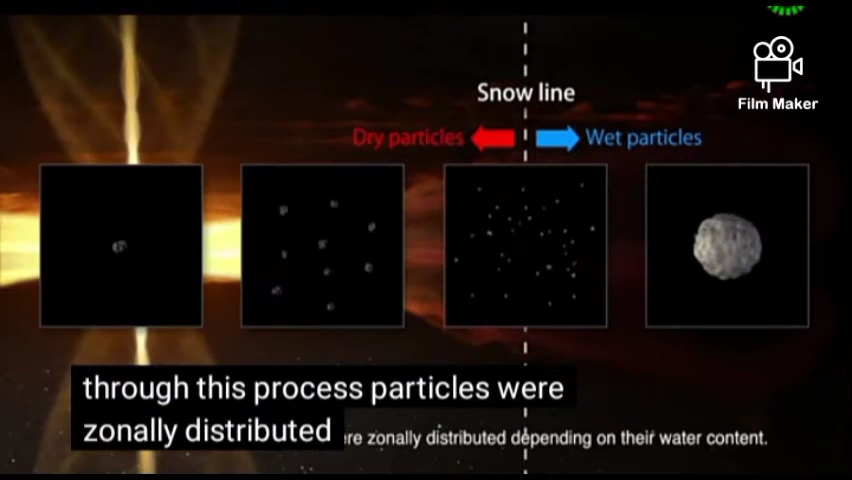 Snow line
Film Maker
Dry particles
Wet particles
through this process particles were
zonally distributed
ere zonally distributed depending on their water content.